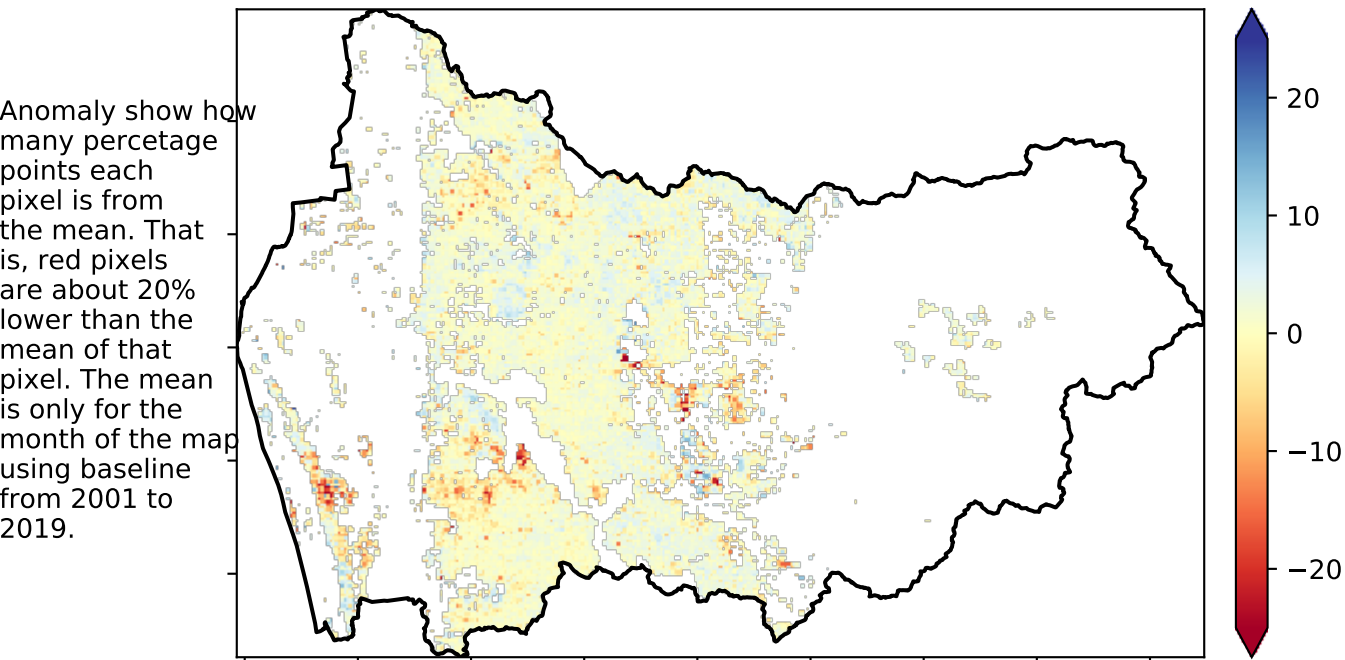 Anomaly show how
many percetage
points each
pixel is from
the mean. That
is, red pixels
are about 20%
lower than the
mean of that
pixel. The mean
is only for the
month of the map
using baseline
from 2001 to
2019.
20
10
0
−10
−20